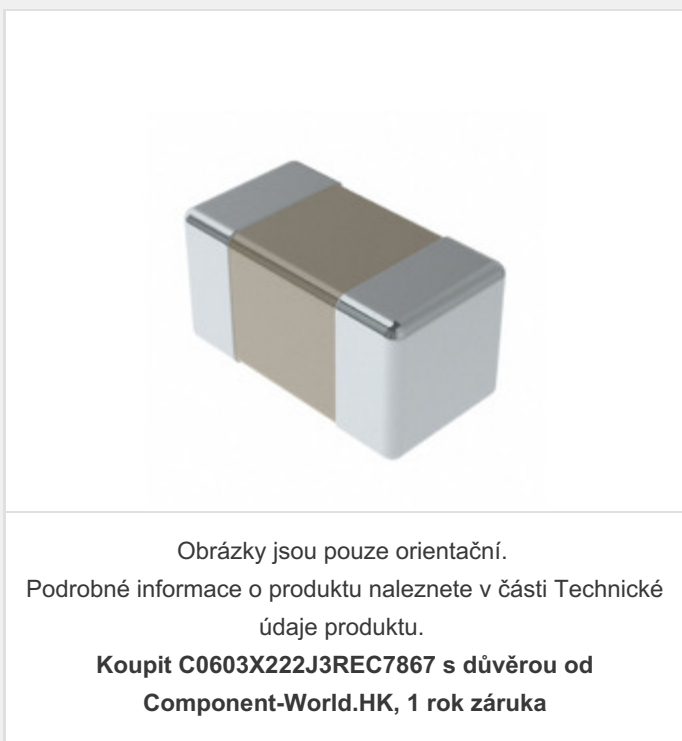 Obrázky jsou pouze orientační.
Podrobné informace o produktu naleznete v části Technické
údaje produktu.
Koupit C0603X222J3REC7867 s důvěrou od
Component-World.HK, 1 rok záruka